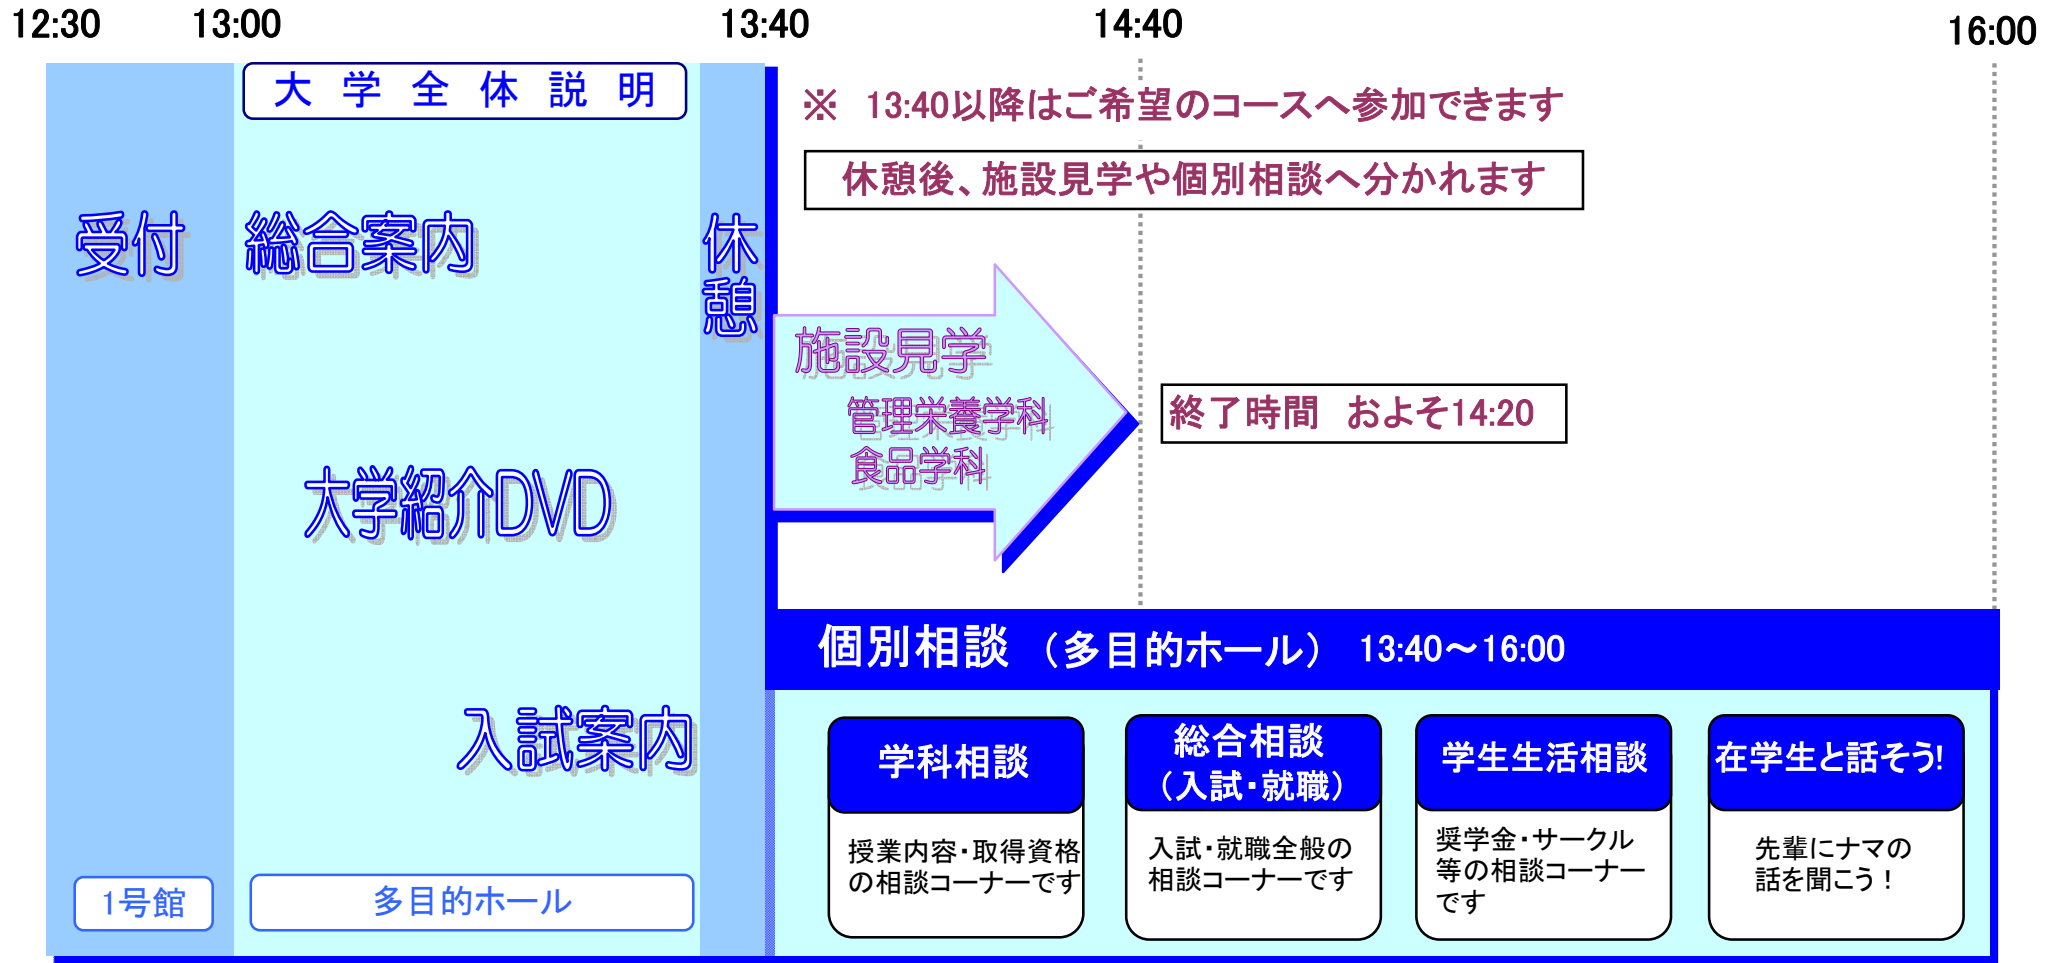 12:30
13:00
13:40
14:40
16:00
大学全体説明
※　13:40以降はご希望のコースへ参加できます
休憩後、施設見学や個別相談へ分かれます
受付
総合案内
休憩
施設見学
管理栄養学科
食品学科
終了時間　およそ14:20
大学紹介DVD
入試案内
1号館
多目的ホール
個別相談　（多目的ホール）　13:40～16:00
学科相談
授業内容・取得資格
の相談コーナーです
総合相談
（入試・就職）
入試・就職全般の
相談コーナーです
学生生活相談
奨学金・サークル
等の相談コーナー
です
在学生と話そう!
先輩にナマの
話を聞こう！